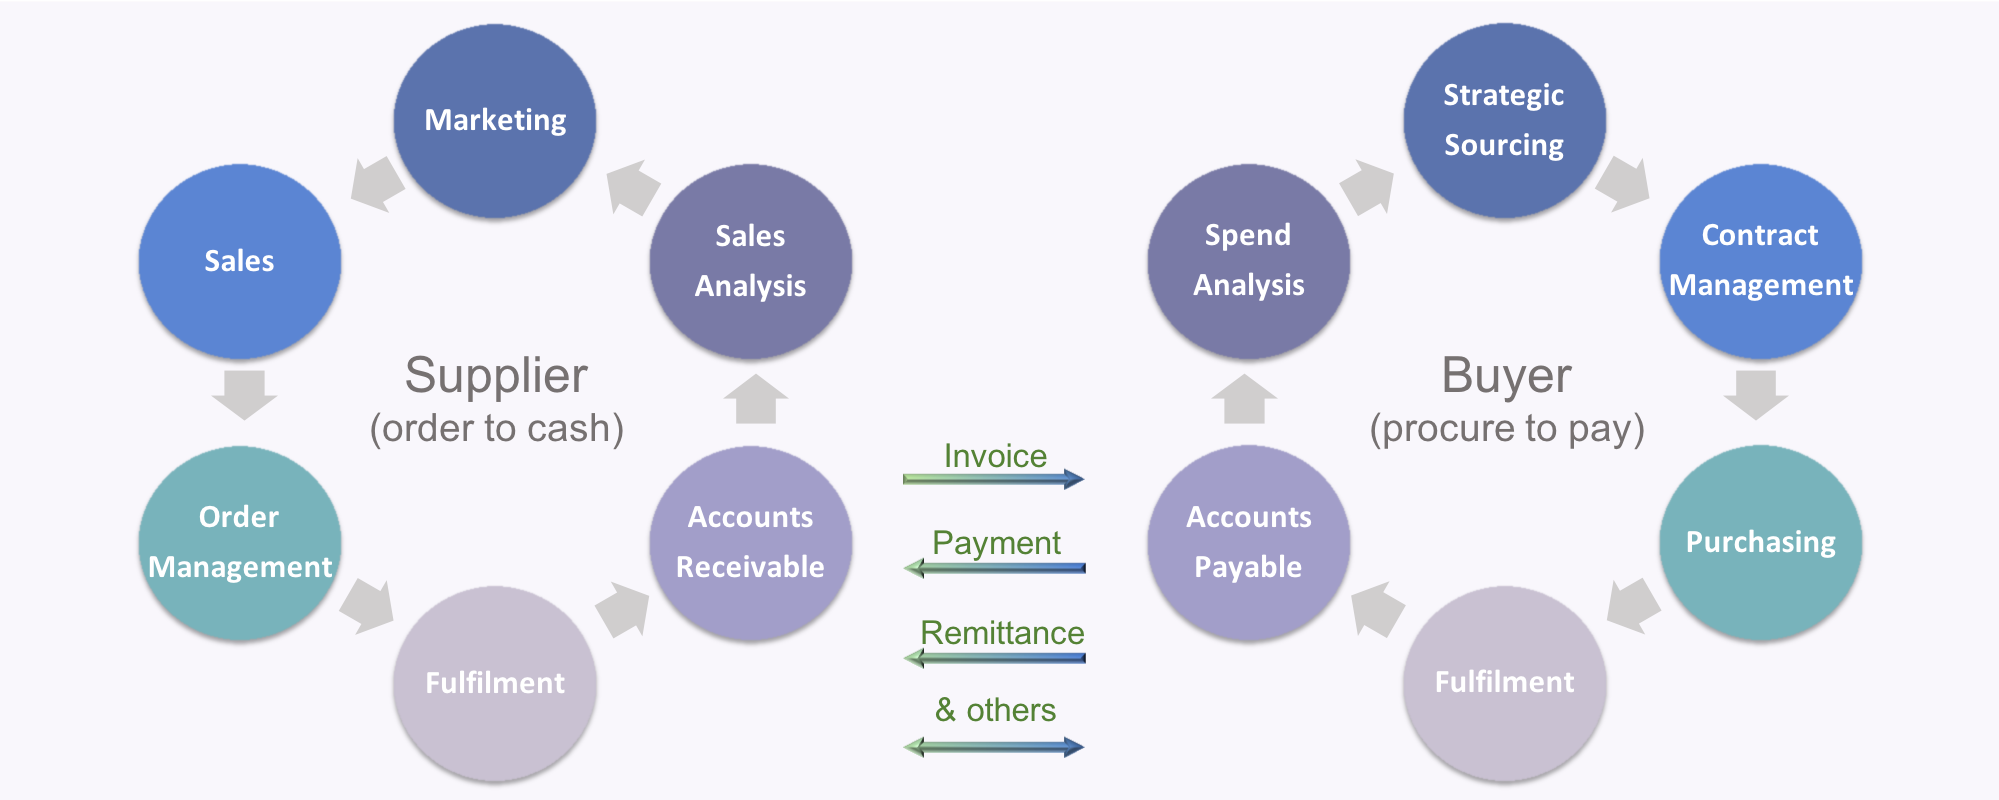 Marketing
Sales
Sales
Analysis
Supplier
(order to cash)
Order
Management
Accounts
Receivable
Fulfilment
Invoice
Payment
Remittance
& others
Strategic
Sourcing
Spend
Analysis
Contract
Management
Buyer
(procure to pay)
Accounts
Payable
Purchasing
Fulfilment